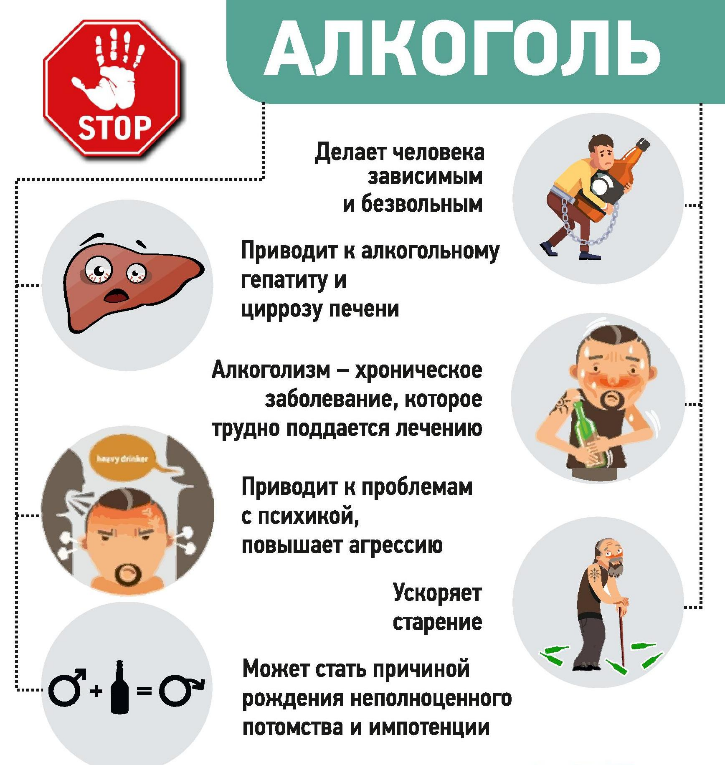 STOP
АЛКОГОЛЬ
Делает человека
зависимым
и безвольным
Приводит к алкогольному
гепатиту и
циррозу печени
Алкоголизм – хроническое
заболевание, которое
трудно поддается лечению
heavy drinker
Приводит к проблемам
с психикой,
повышает агрессию
Ускоряет
старение
Может стать причиной
рождения неполноценного
потомства и импотенции